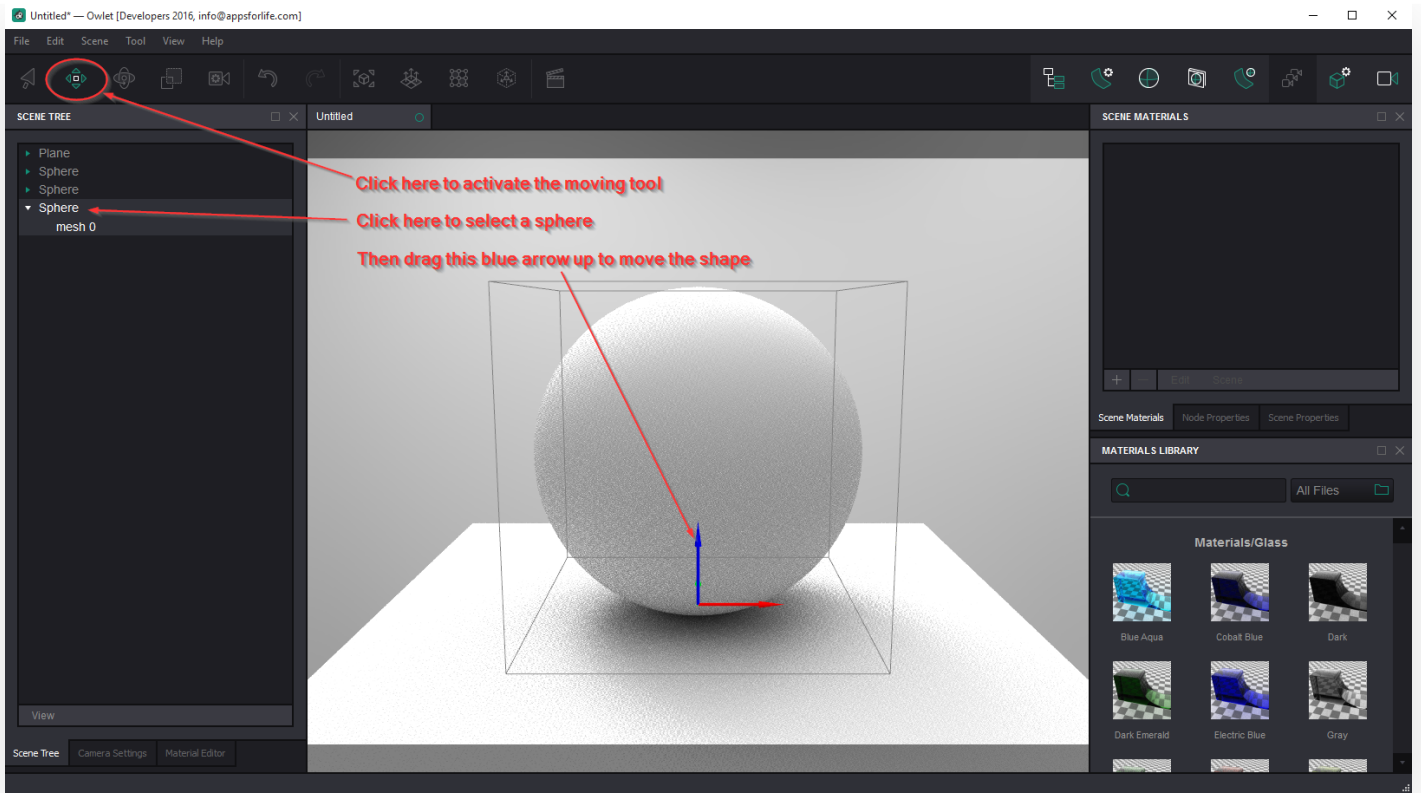 Untitled* — Owlet [Developers 2016, info@appsforlife.com]
File Edit Scene Tool View Help
SCENE TREE
Untitled
SCENE MATERIALS
Plane
Sphere
Sphere
Sphere
mesh 0
Click here to activate the moving tool
Click here to select a sphere
Then drag this blue arrow up to move the shape
Edit Scene
Scene Materials Node Properties Scene Properties
MATERIALS LIBRARY
All Files
Materials/Glass
Blue Aqua Cobalt Blue Dark
Dark Emerald Electric Blue Gray
View
Scene Tree Camera Settings Material Editor